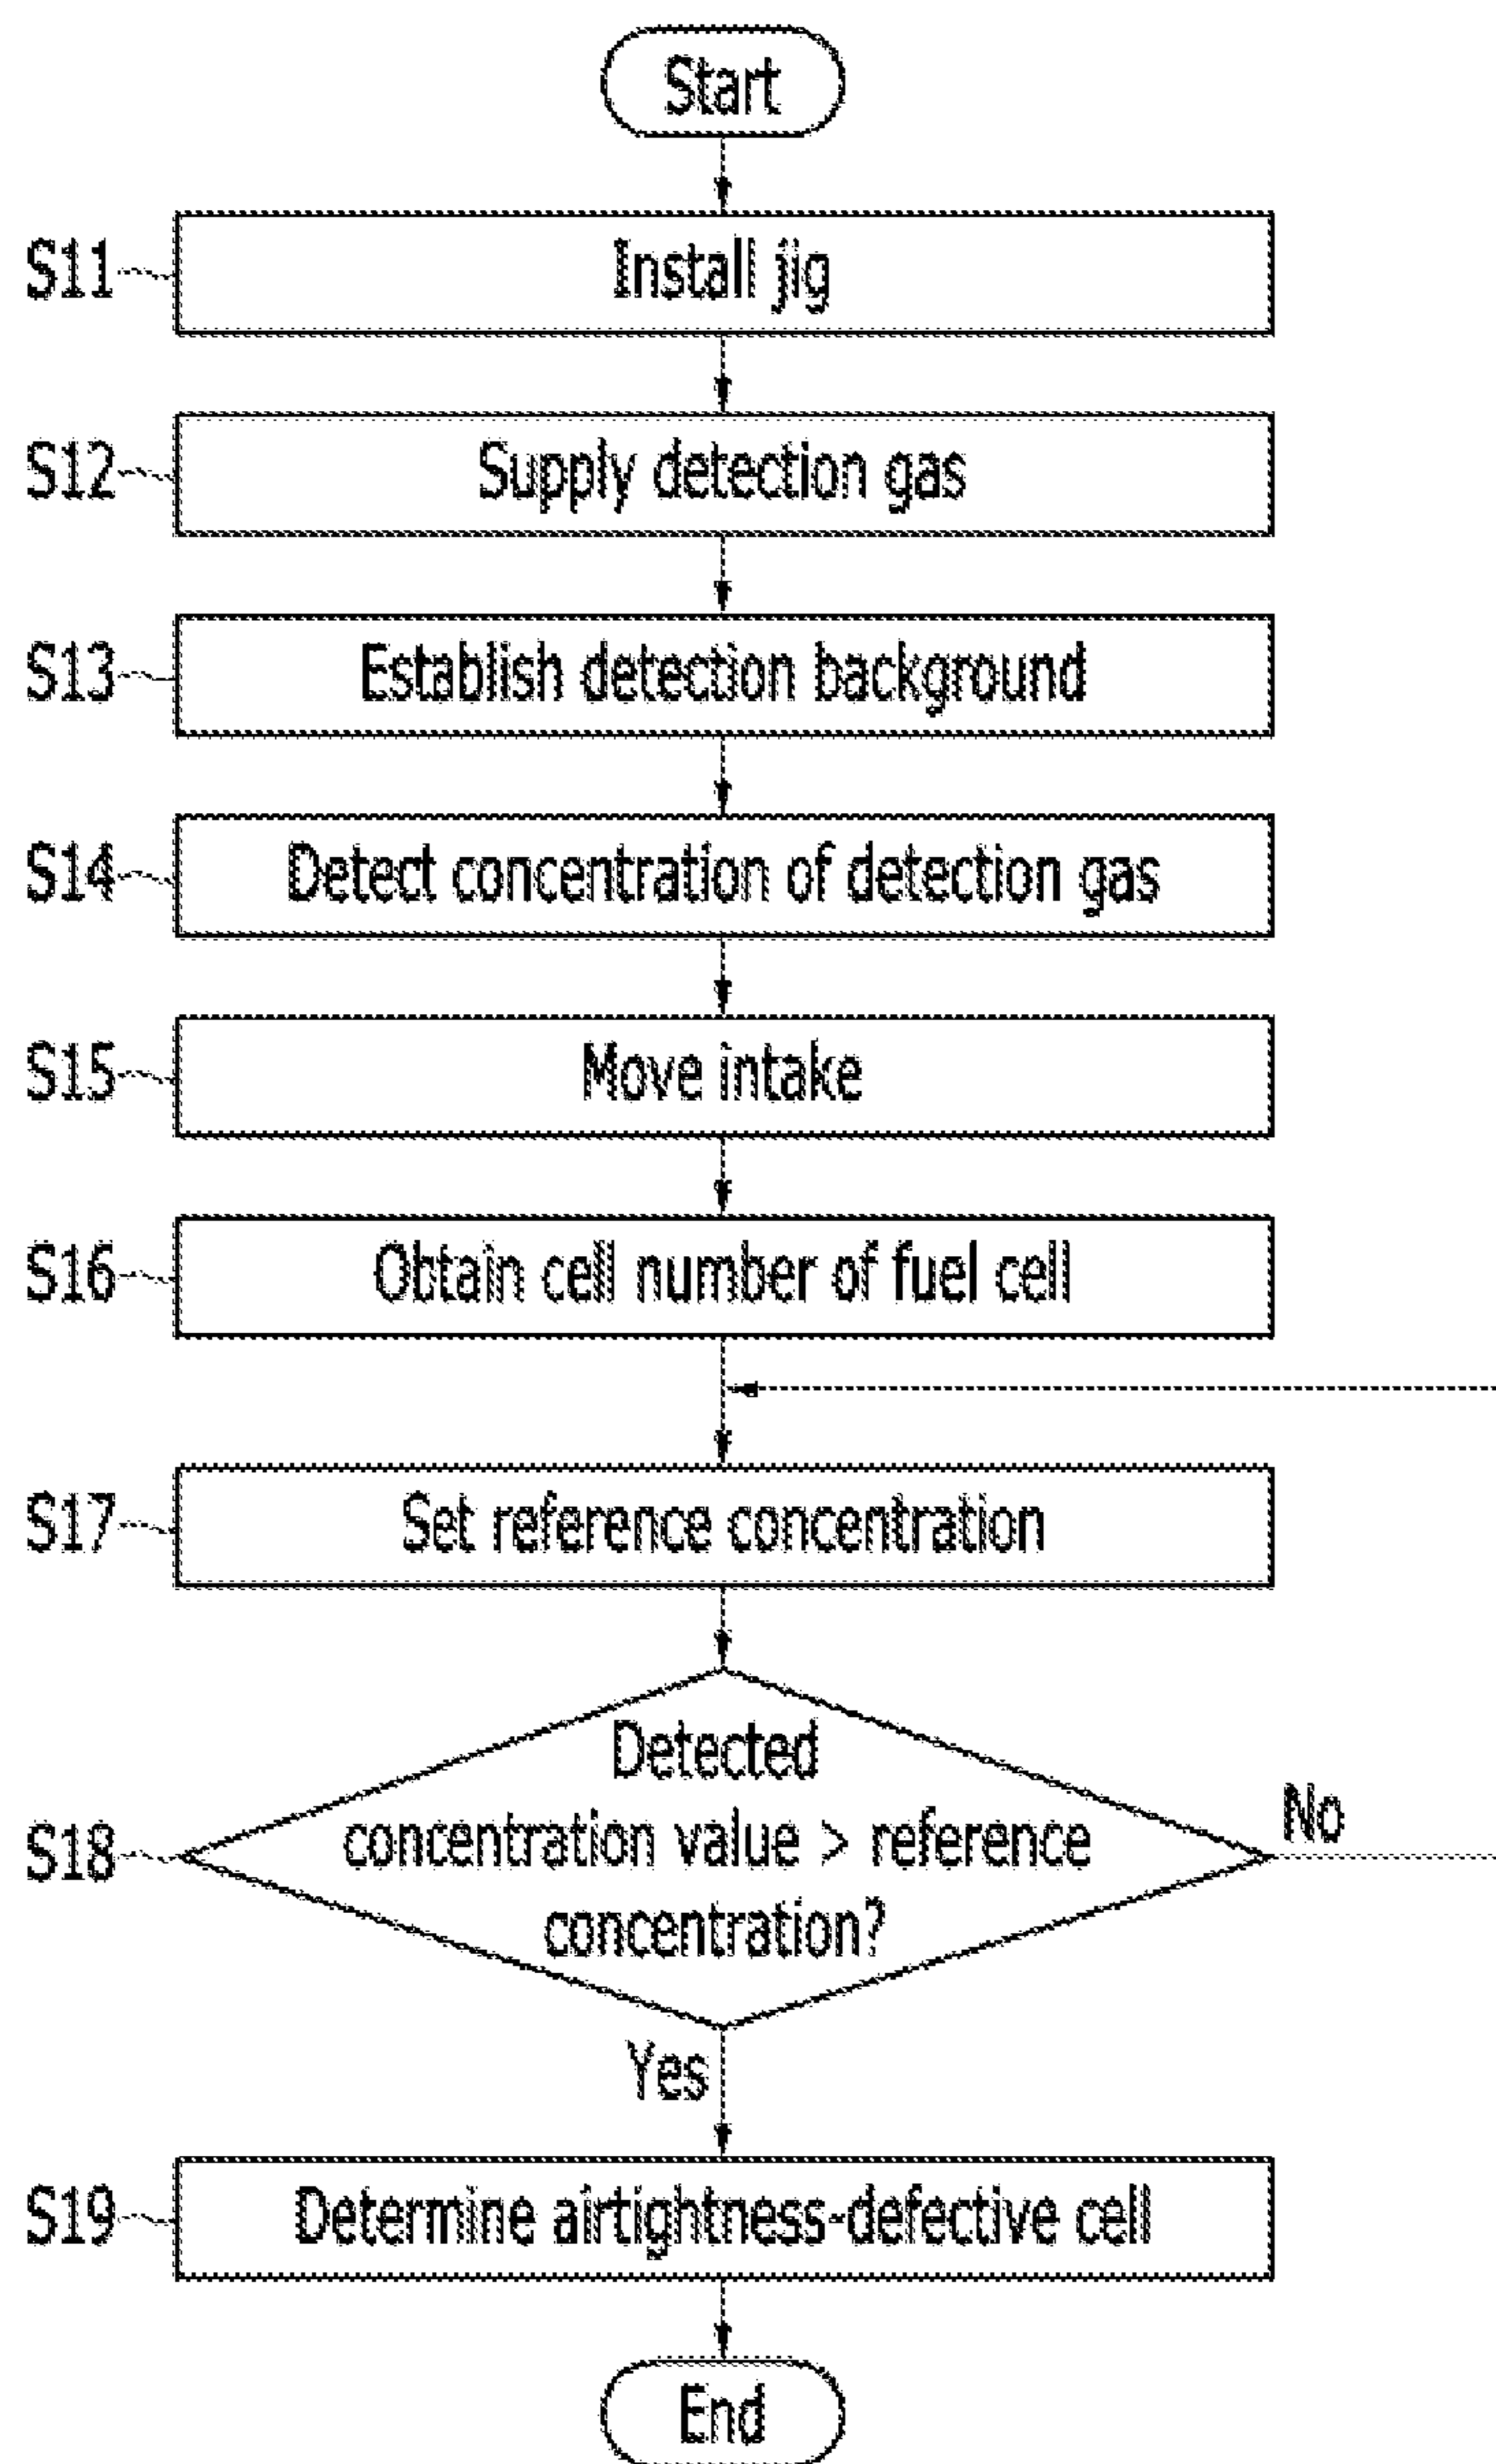 Start
S11
Install jig
S12
Supply detection gas
S13
Establish detection background
S14
Detect concentration of detection gas
S15
Move intake
S16
Obtain cell number of fuel cell
S17
Set reference concentration
S18
Detected
concentration value > reference
concentration?
No
Yes
S19
Determine airtightness-defective cell
End